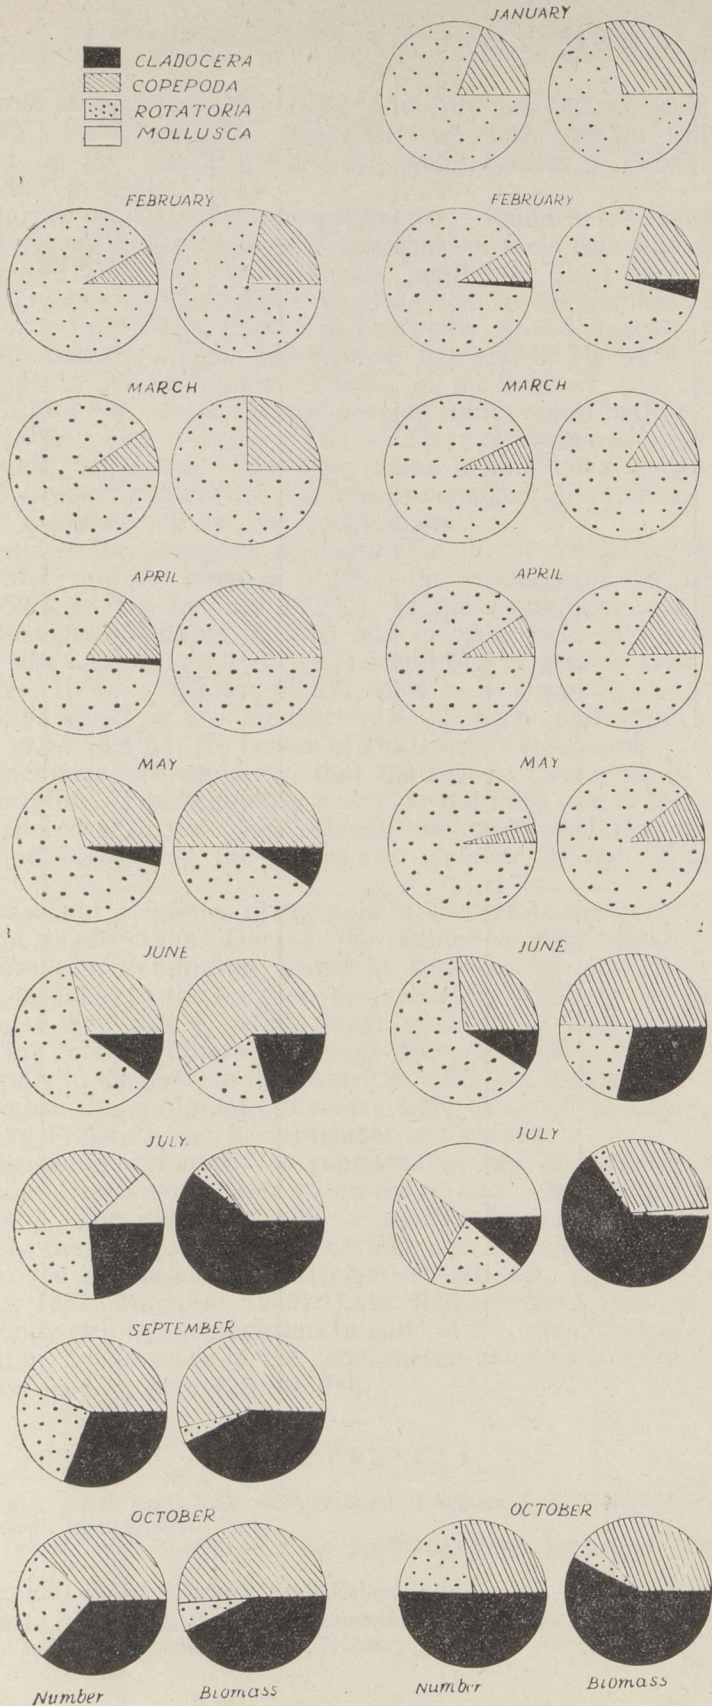 JANUARY
CLADOCERA
COPEPODA
ROTATORIA
MOLLUSCA
FEBRUARY FEBRUARY
MARCH MARCH
APRIL APRIL
MAY MAY
JUNE JUNE
JULY JULY
SEPTEMBER
OCTOBER OCTOBER
Number Biomass Number Biomass